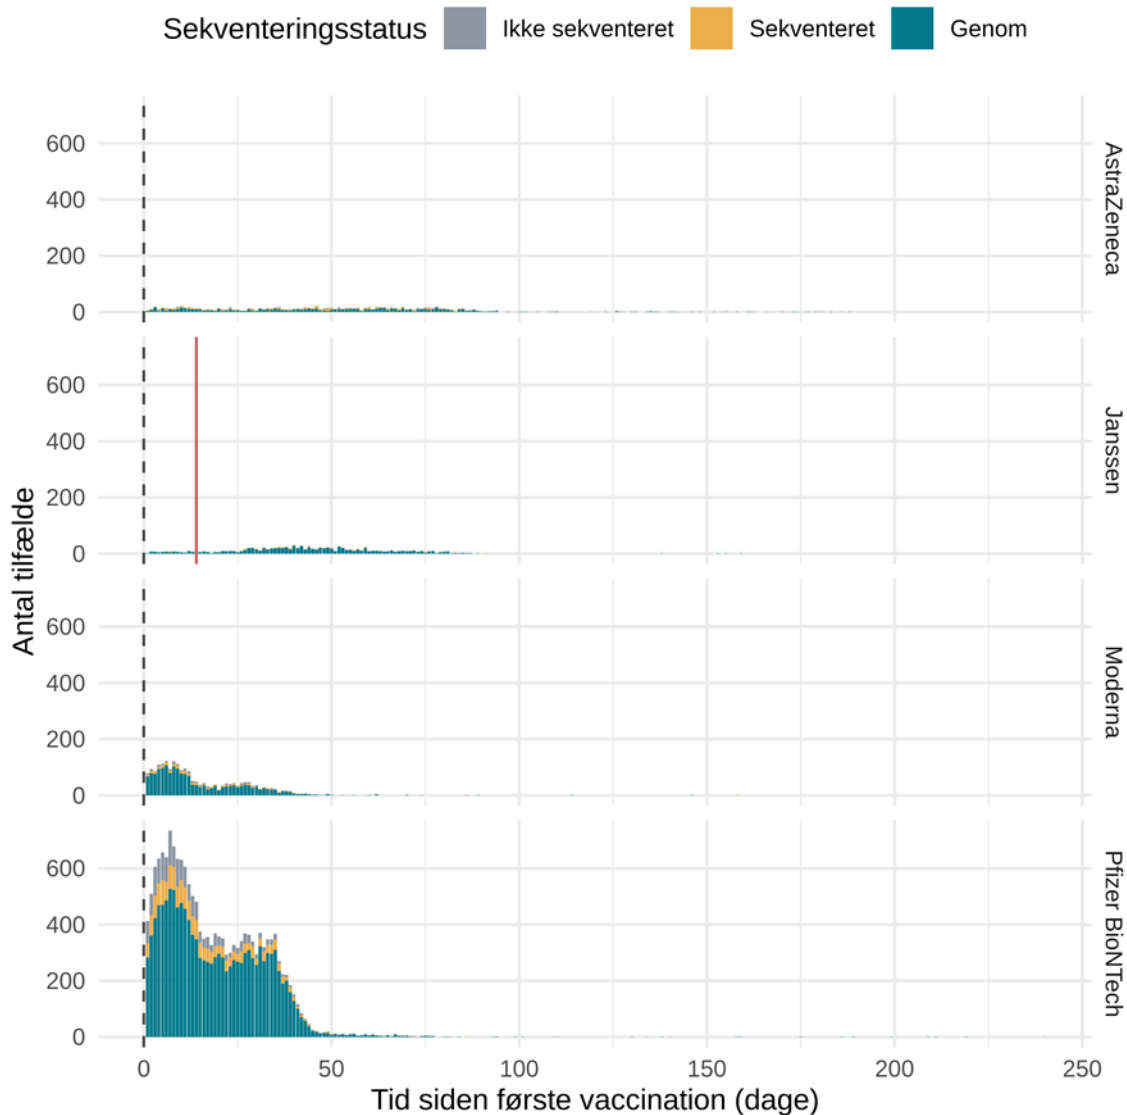 Sekventeringsstatus Ikke sekventeret Sekventeret Genom
600
400
200
0
AstraZeneca
600
400
200
0
Janssen
600
400
200
0
Moderna
600
400
200
0
Pfizer BioNTech
Antal tilfælde
0 50 100 150 200 250
Tid siden første vaccination (dage)